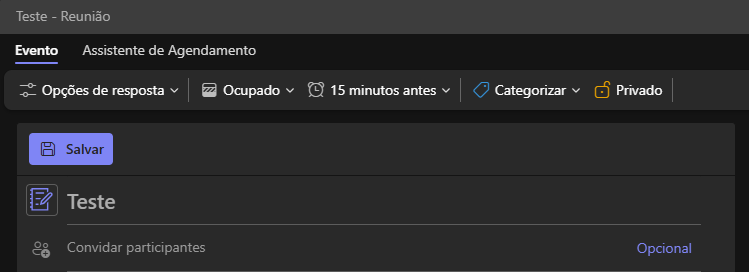 Teste - Reunião
Evento Assistente de Agendamento
Opções de resposta Ocupado 15 minutos antes Categorizar Privado
Salvar
Teste
Convidar participantes Opcional